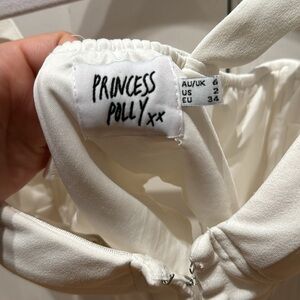 PRINCESS
POLLY xx
AU/UK 6
US 2
EU 34